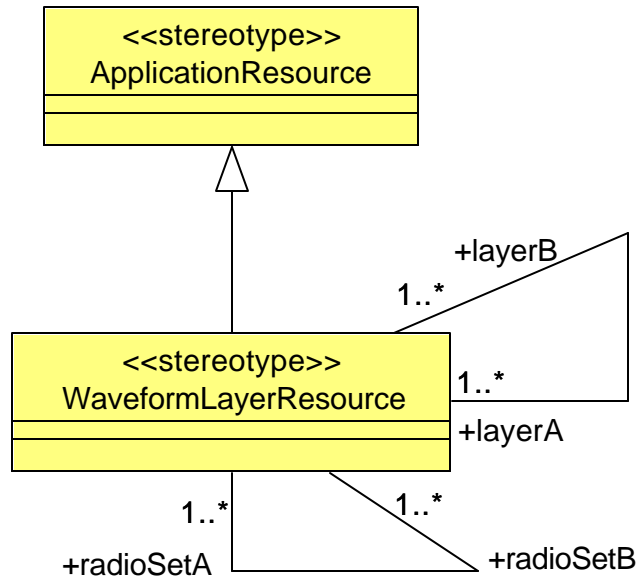 <<stereotype>>
ApplicationResource
+layerB
1..*
<<stereotype>>
WaveformLayerResource
1..*
+layerA
1..*
1..*
+radioSetA
+radioSetB